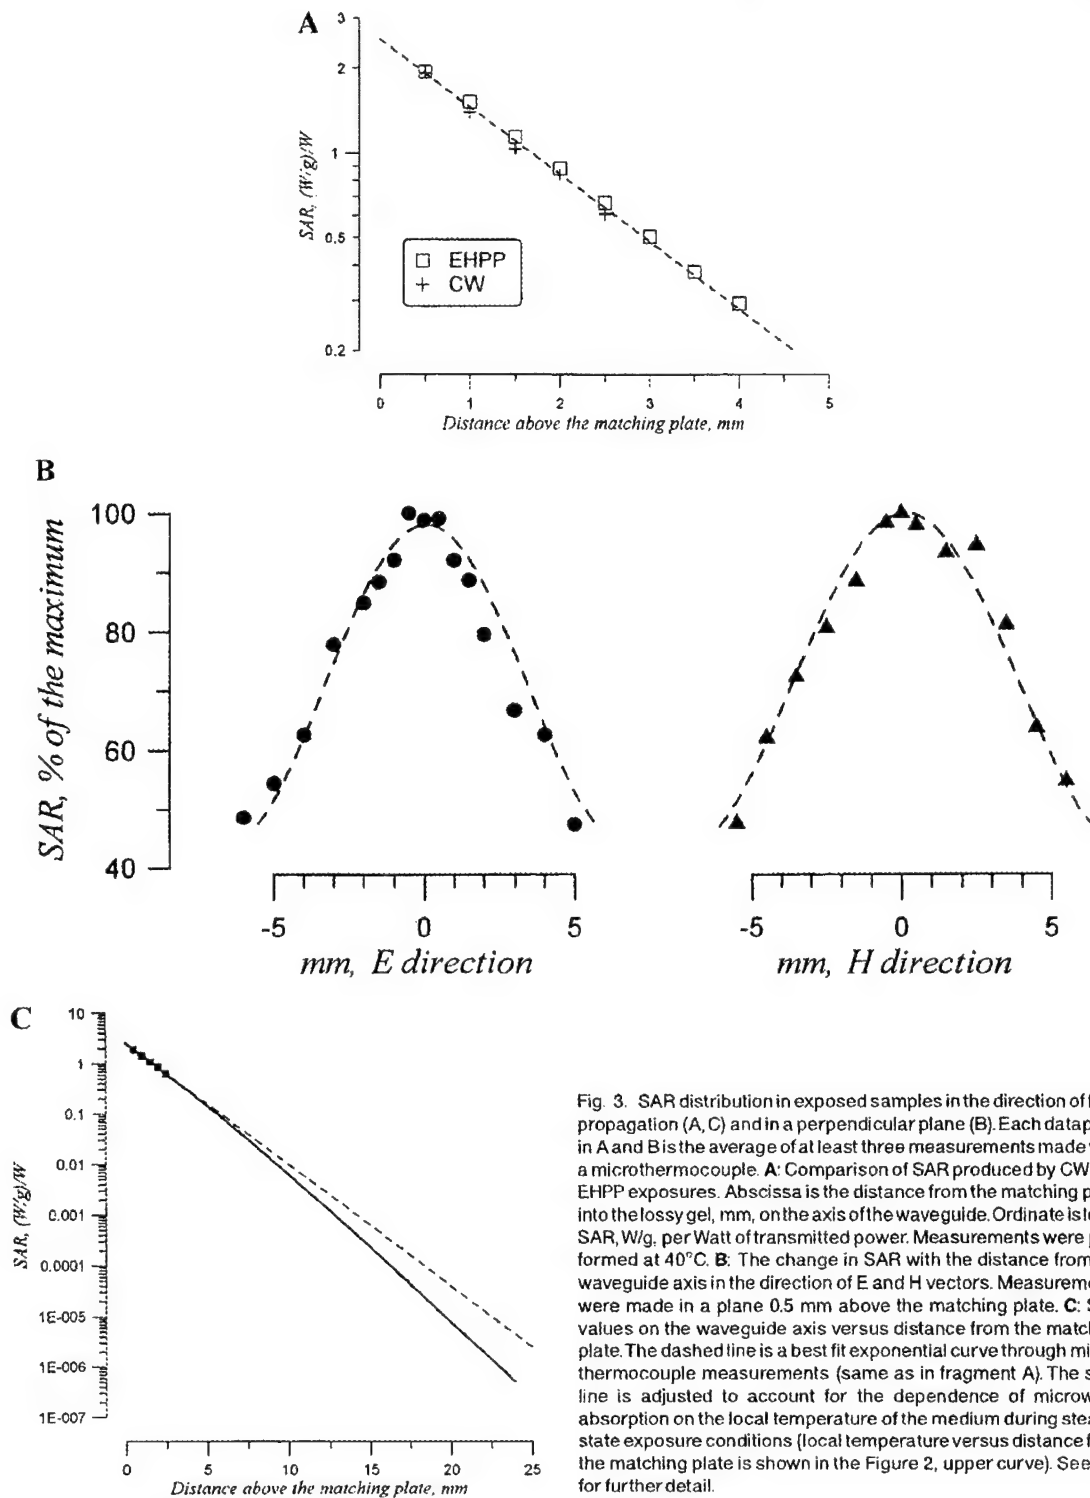 A
3
2
1
0.5
0.2
SAR, (W/g)/W
EHPP
CW
0 1 2 3 4 5
Distance above the matching plate, mm
B
100
80
60
40
SAR, % of the maximum
-5 0 5
mm, E direction
-5 0 5
mm, H direction
C
10
1
0.1
0.01
0.001
0.0001
1E-005
1E-006
1E-007
SAR, (W/g)/W
0 5 10 15 20 25
Distance above the matching plate, mm
Fig. 3. SAR distribution in exposed samples in the direction of
propagation (A, C) and in a perpendicular plane (B). Each datap
in A and B is the average of at least three measurements made
a microthermocouple. A: Comparison of SAR produced by CW
EHPP exposures. Abscissa is the distance from the matching p
into the lossy gel, mm, on the axis of the waveguide. Ordinate is
SAR, W/g, per Watt of transmitted power. Measurements were
formed at 40°C. B: The change in SAR with the distance from
waveguide axis in the direction of E and H vectors. Measureme
were made in a plane 0.5 mm above the matching plate. C:
values on the waveguide axis versus distance from the match
plate. The dashed line is a best fit exponential curve through mi
thermocouple measurements (same as in fragment A). The s
line is adjusted to account for the dependence of microw
absorption on the local temperature of the medium during stea
state exposure conditions (local temperature versus distance f
the matching plate is shown in the Figure 2, upper curve). See
for further detail.